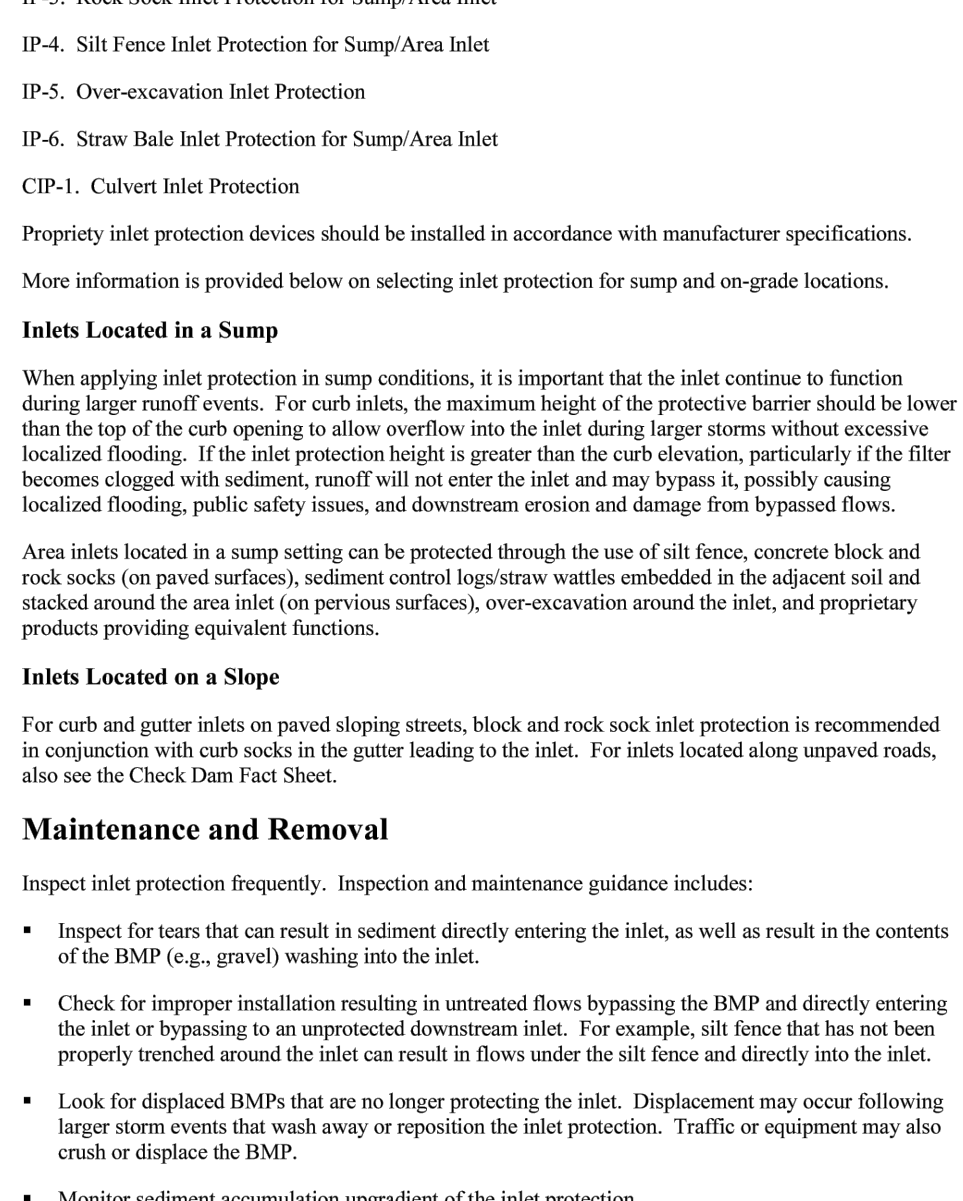 IP-3. Rock Sock Inlet Protection for Sump/Area Inlet
IP-4. Silt Fence Inlet Protection for Sump/Area Inlet
IP-5. Over-excavation Inlet Protection
IP-6. Straw Bale Inlet Protection for Sump/Area Inlet
CIP-1. Culvert Inlet Protection
Propriety inlet protection devices should be installed in accordance with manufacturer specifications.
More information is provided below on selecting inlet protection for sump and on-grade locations.
Inlets Located in a Sump
When applying inlet protection in sump conditions, it is important that the inlet continue to function
during larger runoff events. For curb inlets, the maximum height of the protective barrier should be lower
than the top of the curb opening to allow overflow into the inlet during larger storms without excessive
localized flooding. If the inlet protection height is greater than the curb elevation, particularly if the filter
becomes clogged with sediment, runoff will not enter the inlet and may bypass it, possibly causing
localized flooding, public safety issues, and downstream erosion and damage from bypassed flows.
Area inlets located in a sump setting can be protected through the use of silt fence, concrete block and
rock socks (on paved surfaces), sediment control logs/straw wattles embedded in the adjacent soil and
stacked around the area inlet (on pervious surfaces), over-excavation around the inlet, and proprietary
products providing equivalent functions.
Inlets Located on a Slope
For curb and gutter inlets on paved sloping streets, block and rock sock inlet protection is recommended
in conjunction with curb socks in the gutter leading to the inlet. For inlets located along unpaved roads,
also see the Check Dam Fact Sheet.
Maintenance and Removal
Inspect inlet protection frequently. Inspection and maintenance guidance includes:
▪ Inspect for tears that can result in sediment directly entering the inlet, as well as result in the contents
of the BMP (e.g., gravel) washing into the inlet.
▪ Check for improper installation resulting in untreated flows bypassing the BMP and directly entering
the inlet or bypassing to an unprotected downstream inlet. For example, silt fence that has not been
properly trenched around the inlet can result in flows under the silt fence and directly into the inlet.
▪ Look for displaced BMPs that are no longer protecting the inlet. Displacement may occur following
larger storm events that wash away or reposition the inlet protection. Traffic or equipment may also
crush or displace the BMP.
▪ Monitor sediment accumulation upgradient of the inlet protection.